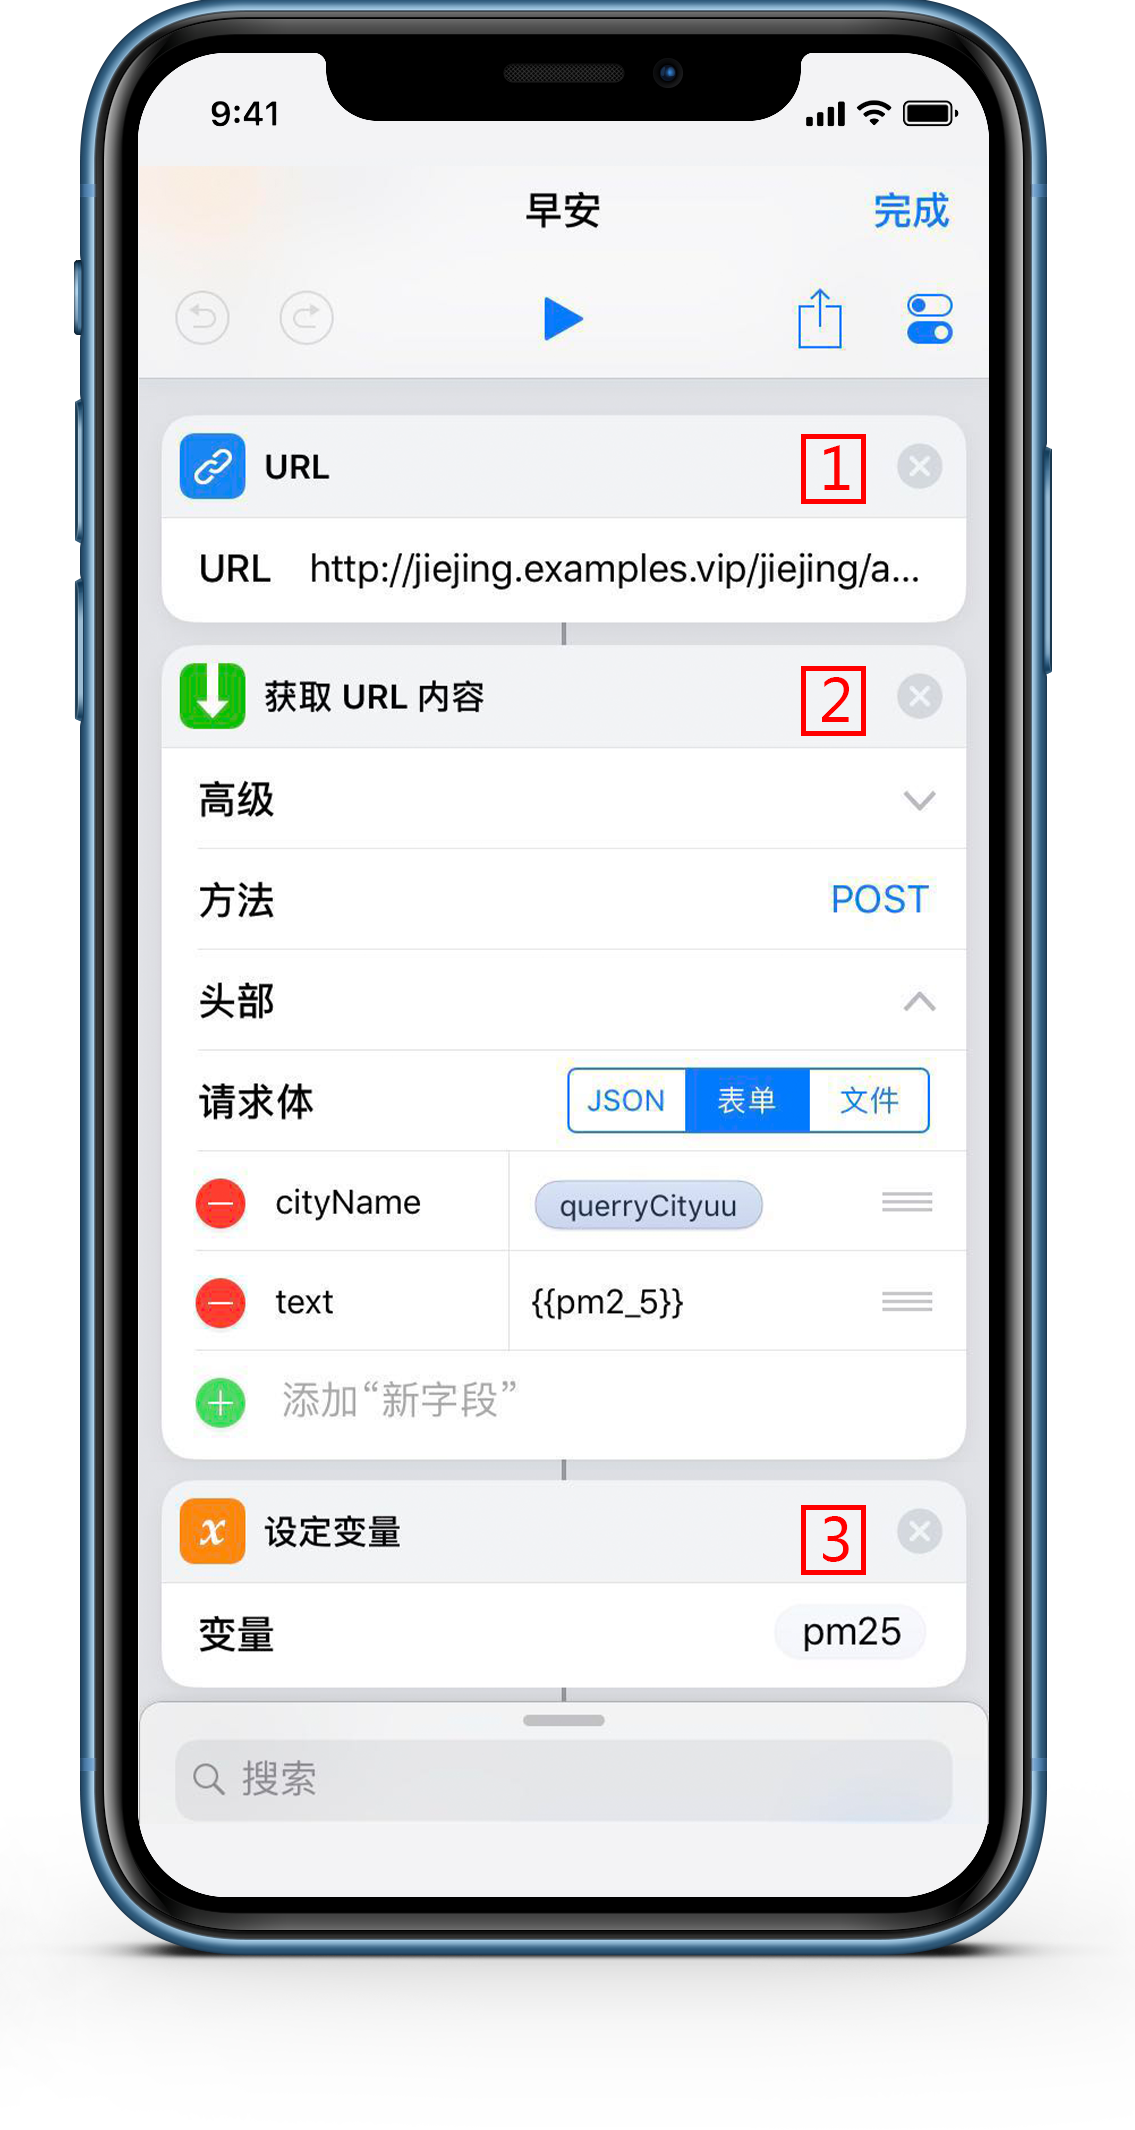 9:41
早安
完成
URL
1
URL http://jiejing.examples.vip/jiejing/a...
获取 URL 内容
2
高级
方法 POST
头部
请求体 JSON 表单 文件
cityName querryCityuu
text {{pm2_5}}
添加“新字段”
x 设定变量
3
变量 pm25
搜索